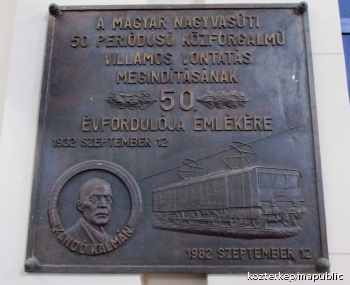 A MAGYAR NAGYVASÚTI
50 PERIÓDUSÚ KÖZFORGALMÚ
VILLAMOS VONTATÁS
MEGINDÍTÁSÁNAK
50.
ÉVFORDULÓJA EMLÉKÉRE
1932 SZEPTEMBER 12
KANDÓ KÁLMÁN
1982 SZEPTEMBER 12.
kozterkep/mapublic